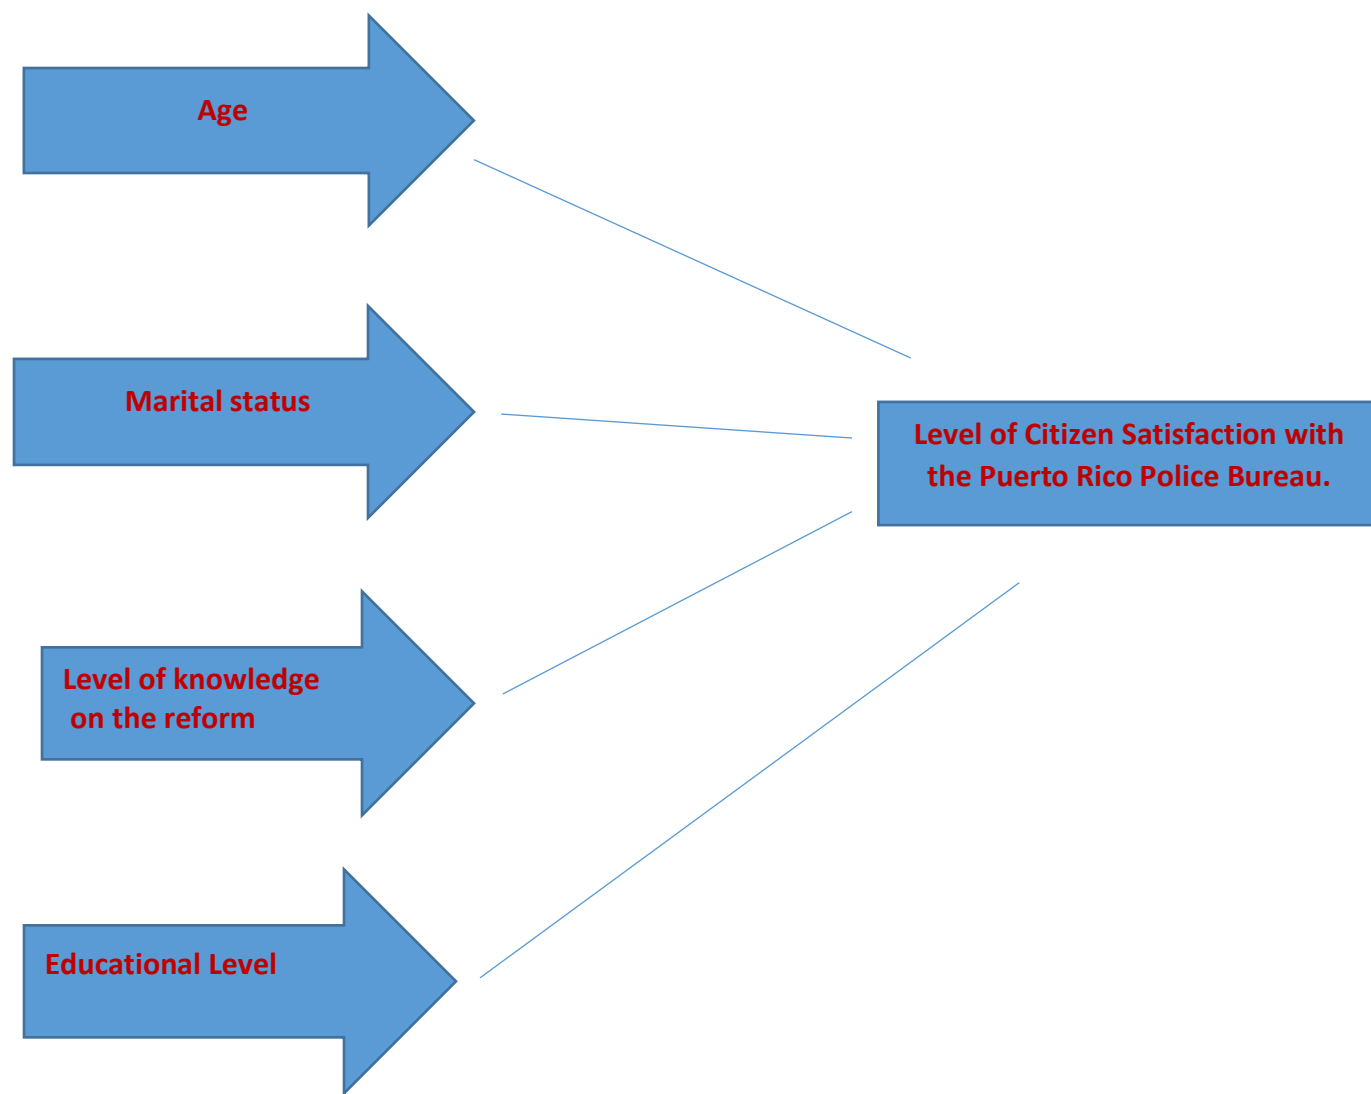 Age
Marital status
Level of Citizen Satisfaction with
the Puerto Rico Police Bureau.
Level of knowledge
on the reform
Educational Level